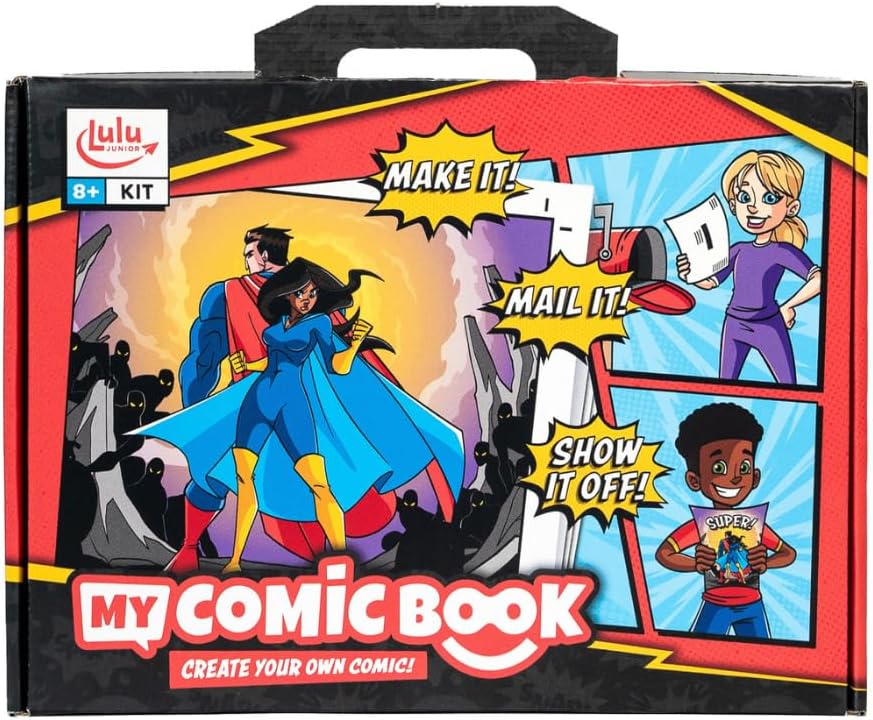 Lulu
JUNIOR
8+ KIT
MAKE IT!
MAIL IT!
SHOW
IT OFF!
SUPER!
MY COMIC BOOK
CREATE YOUR OWN COMIC!